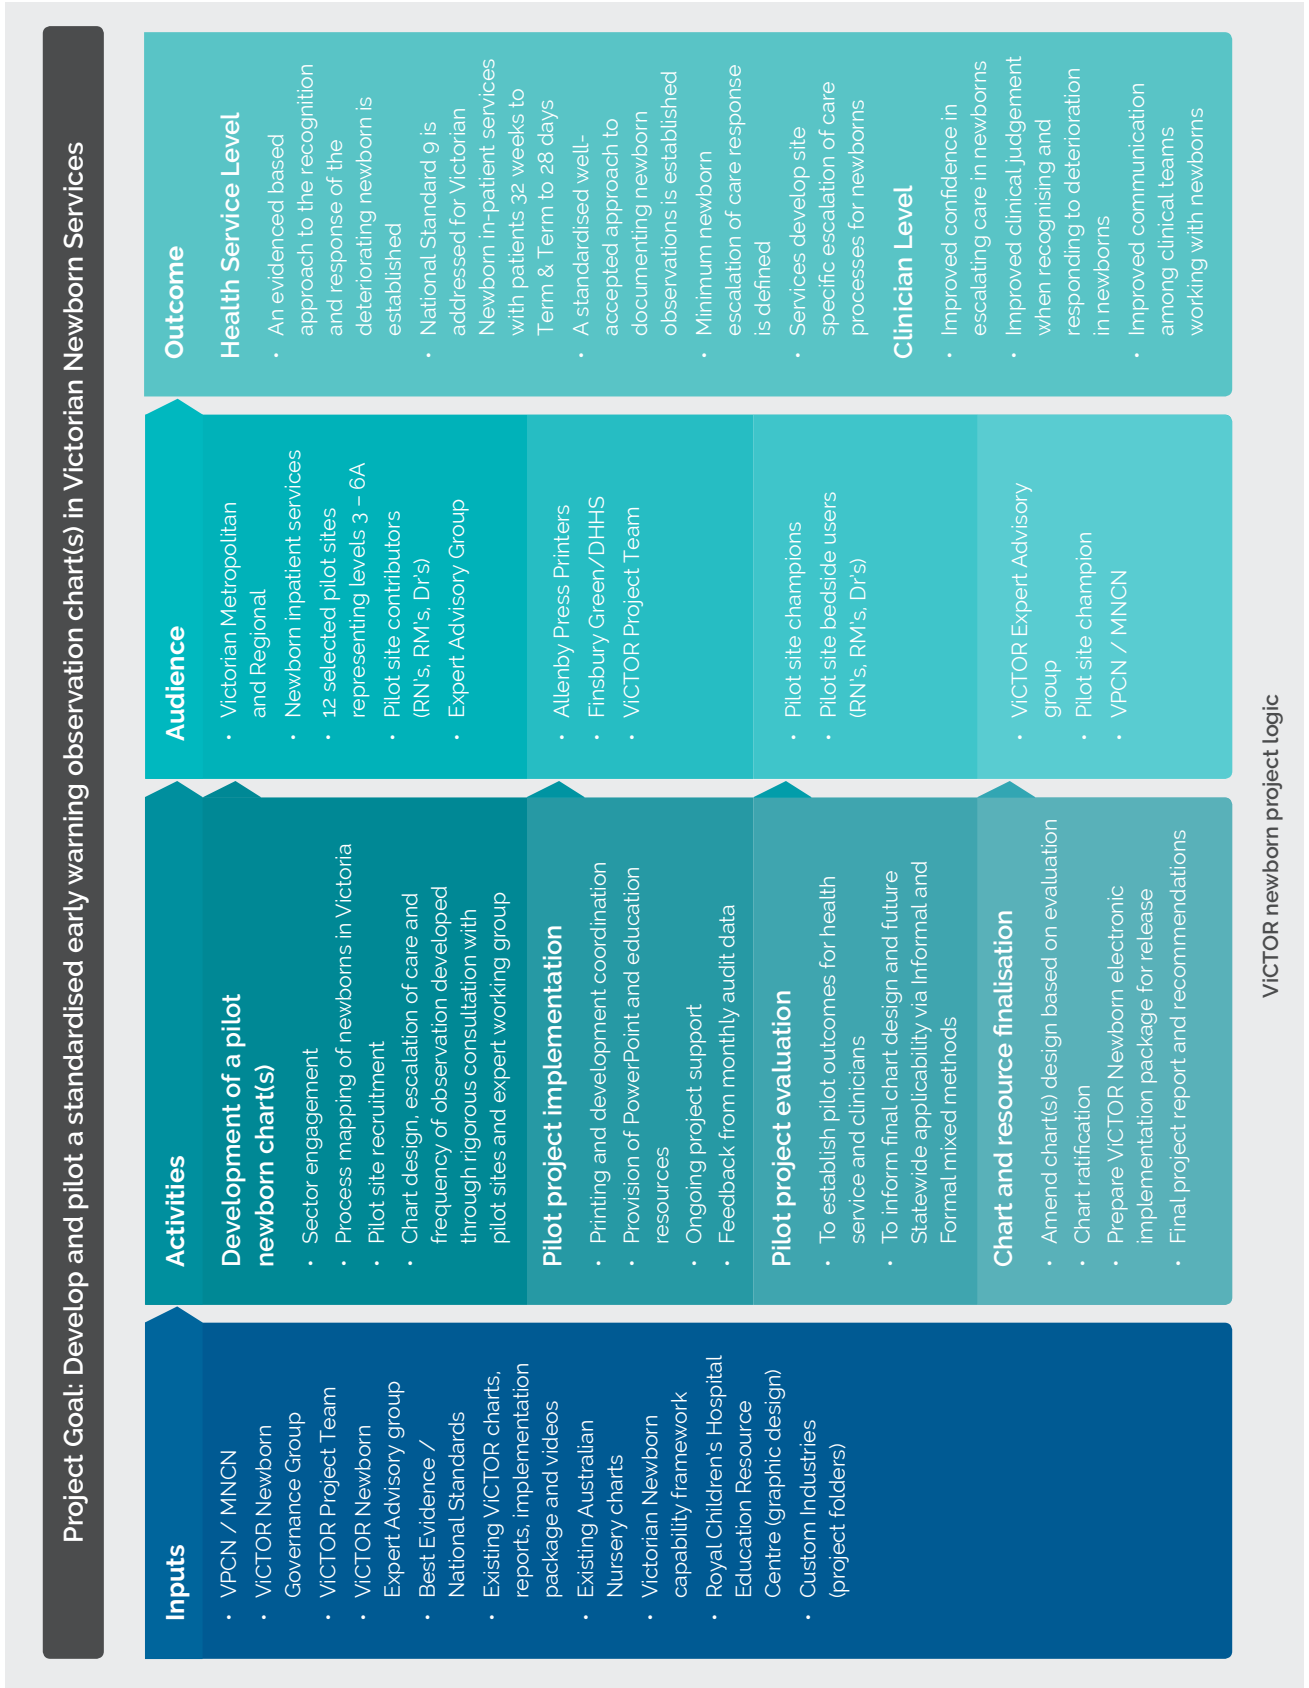 Project Goal: Develop and pilot a standardised early warning observation chart(s) in Victorian Newborn Services
Inputs
• VPCN / MNCN
• ViCTOR Newborn
Governance Group
• ViCTOR Project Team
• ViCTOR Newborn
Expert Advisory group
• Best Evidence /
National Standards
• Existing ViCTOR charts,
reports, implementation
package and videos
• Existing Australian
Nursery charts
• Victorian Newborn
capability framework
• Royal Children's Hospital
Education Resource
Centre (graphic design)
• Custom Industries
(project folders)
Activities
Development of a pilot
newborn chart(s)
• Sector engagement
• Process mapping of newborns in Victoria
• Pilot site recruitment
• Chart design, escalation of care and
frequency of observation developed
through rigorous consultation with
pilot sites and expert working group
Pilot project implementation
• Printing and development coordination
• Provision of PowerPoint and education
resources
• Ongoing project support
• Feedback from monthly audit data
Pilot project evaluation
• To establish pilot outcomes for health
service and clinicians
• To inform final chart design and future
Statewide applicability via Informal and
Formal mixed methods
Chart and resource finalisation
• Amend chart(s) design based on evaluation
• Chart ratification
• Prepare ViCTOR Newborn electronic
implementation package for release
• Final project report and recommendations
Audience
• Victorian Metropolitan
and Regional
• Newborn inpatient services
• 12 selected pilot sites
representing levels 3 – 6A
• Pilot site contributors
(RN's, RM's, Dr's)
• Expert Advisory Group
• Allenby Press Printers
• Finsbury Green/DHHS
• ViCTOR Project Team
• Pilot site champions
• Pilot site bedside users
(RN's, RM's, Dr's)
• ViCTOR Expert Advisory
group
• Pilot site champion
• VPCN / MNCN
Outcome
Health Service Level
• An evidenced based
approach to the recognition
and response of the
deteriorating newborn is
established
• National Standard 9 is
addressed for Victorian
Newborn in-patient services
with patients 32 weeks to
Term & Term to 28 days
• A standardised well-
accepted approach to
documenting newborn
observations is established
• Minimum newborn
escalation of care response
is defined
• Services develop site
specific escalation of care
processes for newborns
Clinician Level
• Improved confidence in
escalating care in newborns
• Improved clinical judgement
when recognising and
responding to deterioration
in newborns
• Improved communication
among clinical teams
working with newborns
ViCTOR newborn project logic